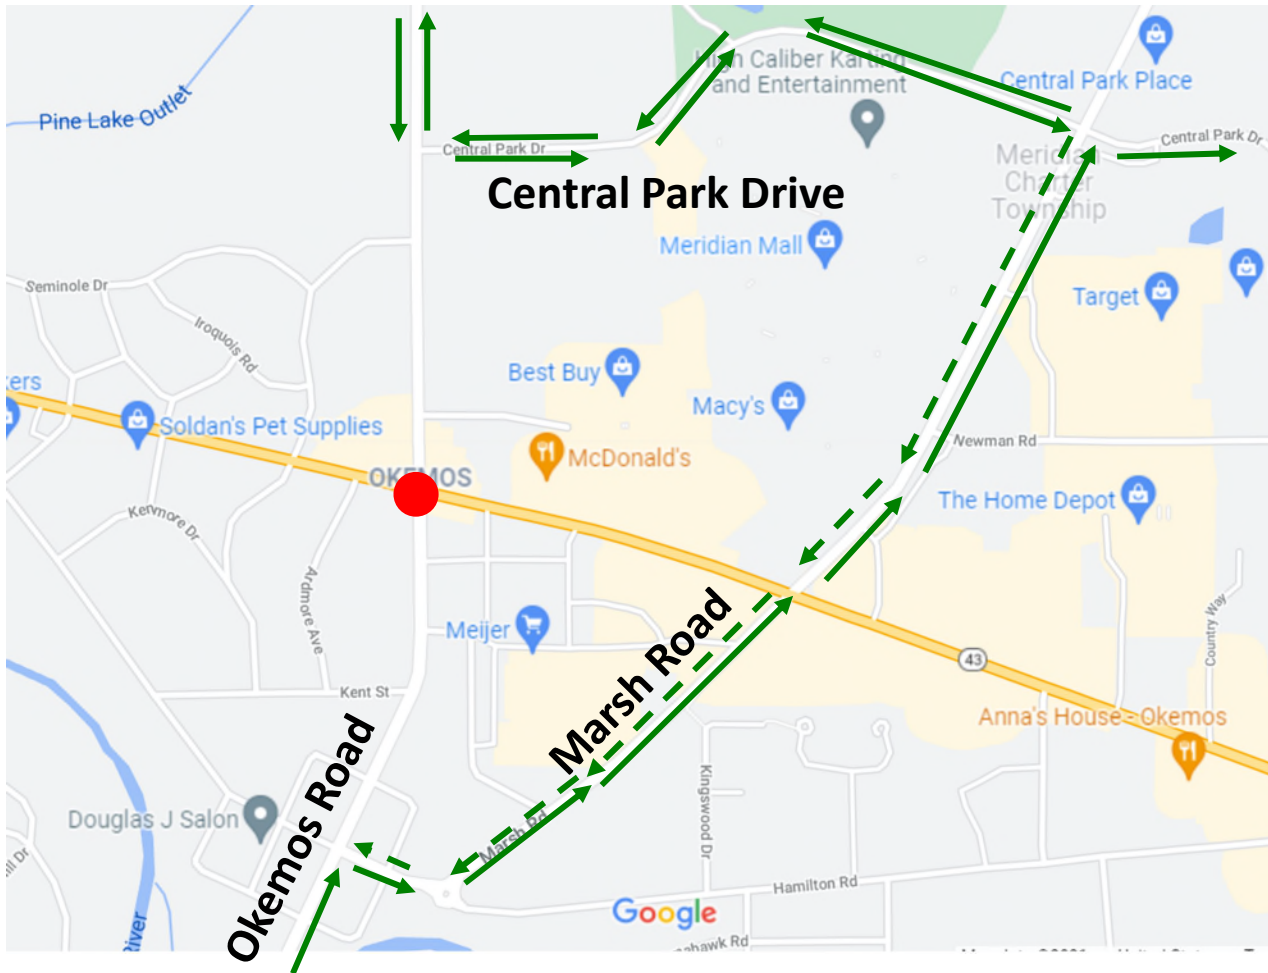 Pine Lake Outlet
High Caliber Karting
and Entertainment
Central Park Place
Central Park Dr
Central Park Dr
Meridian
Charter
Township
Central Park Drive
Meridian Mall
Seminole Dr
Target
Iroquois Rd
Best Buy
Macy's
Soldan's Pet Supplies
Newman Rd
McDonald's
OKEMOS
The Home Depot
Kenmore Dr
Ardmore Ave
Country Way
Meijer
Marsh Road
43
Kent St
Anna's House - Okemos
Okemos Road
Kingswood Dr
Douglas J Salon
Marsh Rd
Hamilton Rd
Google
River